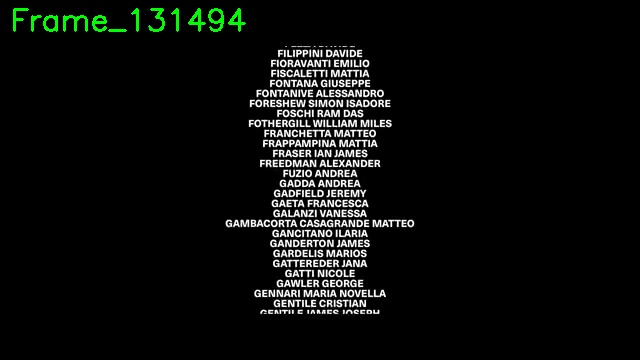 Frame_131494
FILIPPINI DAVIDE
FIORAVANTI EMILIO
FISCALETTI MATTIA
FONTANA GIUSEPPE
FONTANIVE ALESSANDRO
FORESHEW SIMON ISADORE
FOSCHI RAM DAS
FOTHERGILL WILLIAM MILES
FRANCHETTA MATTEO
FRAPPAMPINA MATTIA
FRASER IAN JAMES
FREEDMAN ALEXANDER
FUZIO ANDREA
GADDA ANDREA
GADFIELD JEREMY
GAETA FRANCESCA
GALANZI VANESSA
GAMBACORTA CASAGRANDE MATTEO
GANCITANO ILARIA
GANDERTON JAMES
GARDELIS MARIOS
GATTEREDER JANA
GATTI NICOLE
GAWLER GEORGE
GENNARI MARIA NOVELLA
GENTILE CRISTIAN
GENTILE JAMES JOSEPH